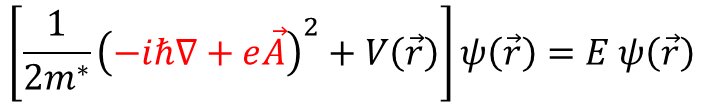 [1/2m* (−iℏ∇ + eA⃗)² + V(r⃗)] ψ(r⃗) = E ψ(r⃗)